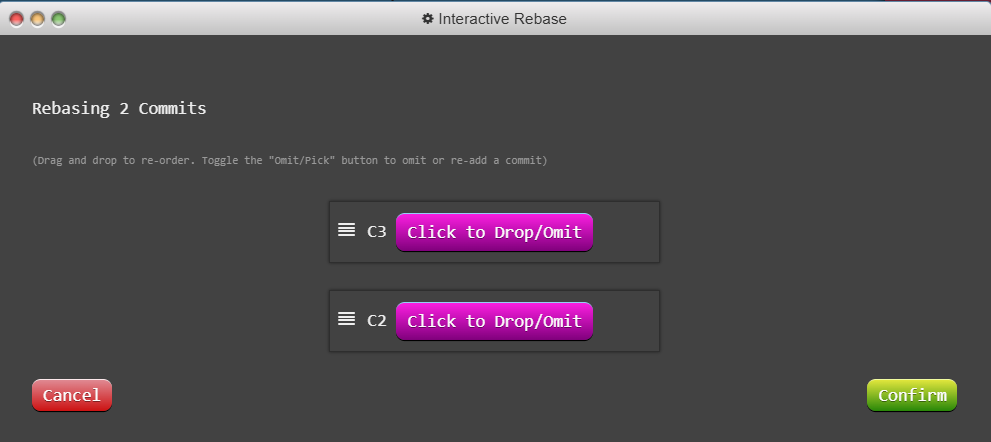 Interactive Rebase
Rebasing 2 Commits
(Drag and drop to re-order. Toggle the "Omit/Pick" button to omit or re-add a commit)
C3 Click to Drop/Omit
C2 Click to Drop/Omit
Cancel Confirm